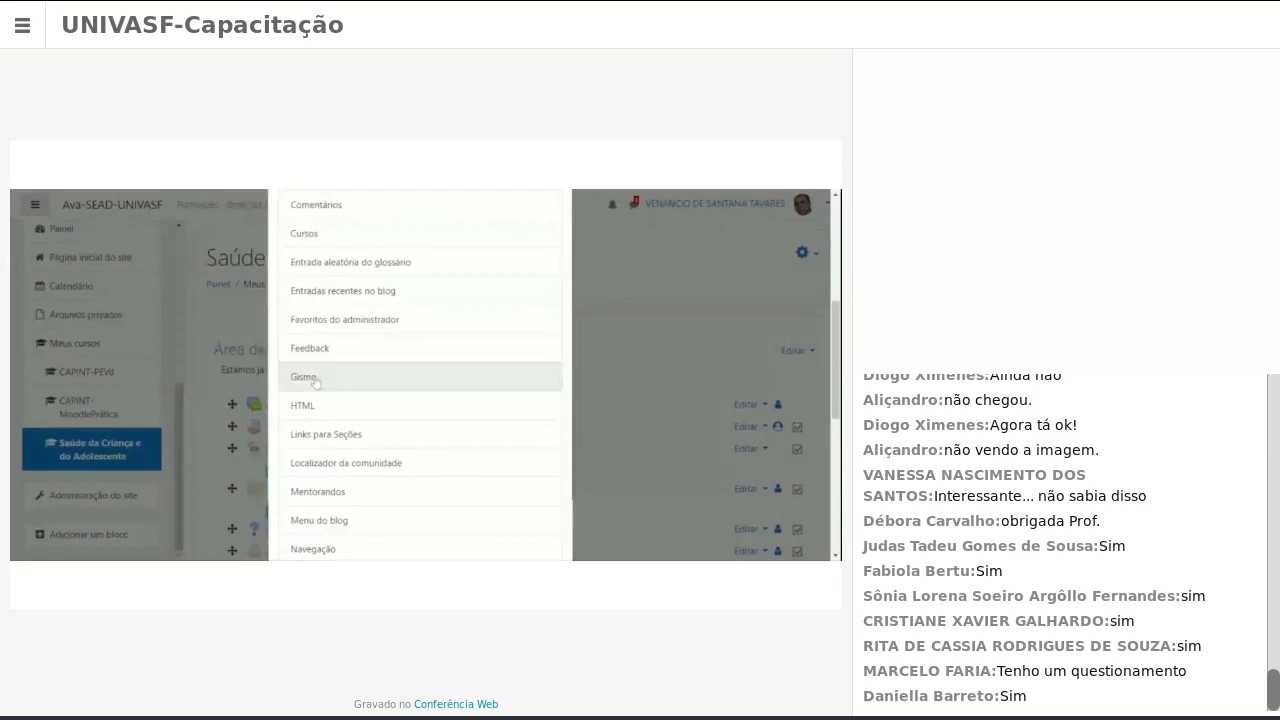 UNIVASF-Capacitação
Ava-SEAD-UNIVASF
VENANCIO DE SANTANA TAVARES
Painel
Página inicial do site
Calendário
Arquivos privados
Meus cursos
CAPINT-PEVd
CAPINT-
MoodlePrática
Saúde da Criança e
do Adolescente
Administração do site
Adicionar um bloco
Saúde
Painel / Meus
Área de
Estamos ja
Comentários
Cursos
Entrada aleatória do glossário
Entradas recentes no blog
Favoritos do administrador
Feedback
Gismo
HTML
Links para Seções
Localizador da comunidade
Mentorandos
Menu do blog
Navegação
Editar
Editar
Editar
Editar
Editar
Editar
Editar
Gravado no Conferência Web
Diogo Ximenes:Ainda não
Aliçandro:não chegou.
Diogo Ximenes:Agora tá ok!
Aliçandro:não vendo a imagem.
VANESSA NASCIMENTO DOS
SANTOS:Interessante... não sabia disso
Débora Carvalho:obrigada Prof.
Judas Tadeu Gomes de Sousa:Sim
Fabiola Bertu:Sim
Sônia Lorena Soeiro Argôllo Fernandes:sim
CRISTIANE XAVIER GALHARDO:sim
RITA DE CASSIA RODRIGUES DE SOUZA:sim
MARCELO FARIA:Tenho um questionamento
Daniella Barreto:Sim